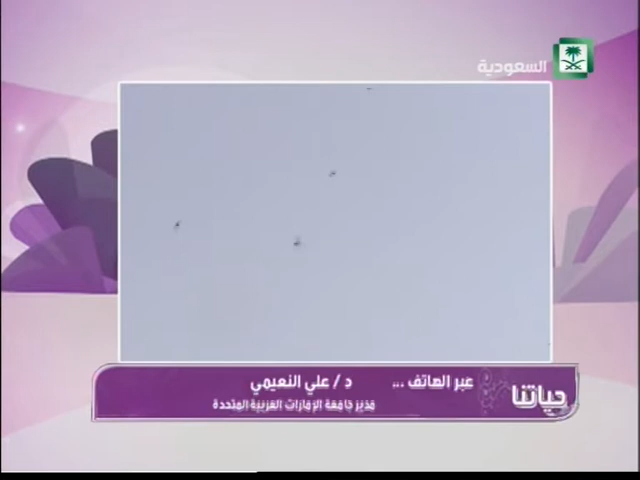 السعودية
عبر الهاتف ... د / علي النعيمي
مدير جامعة الإمارات العربية المتحدة
حياتنا